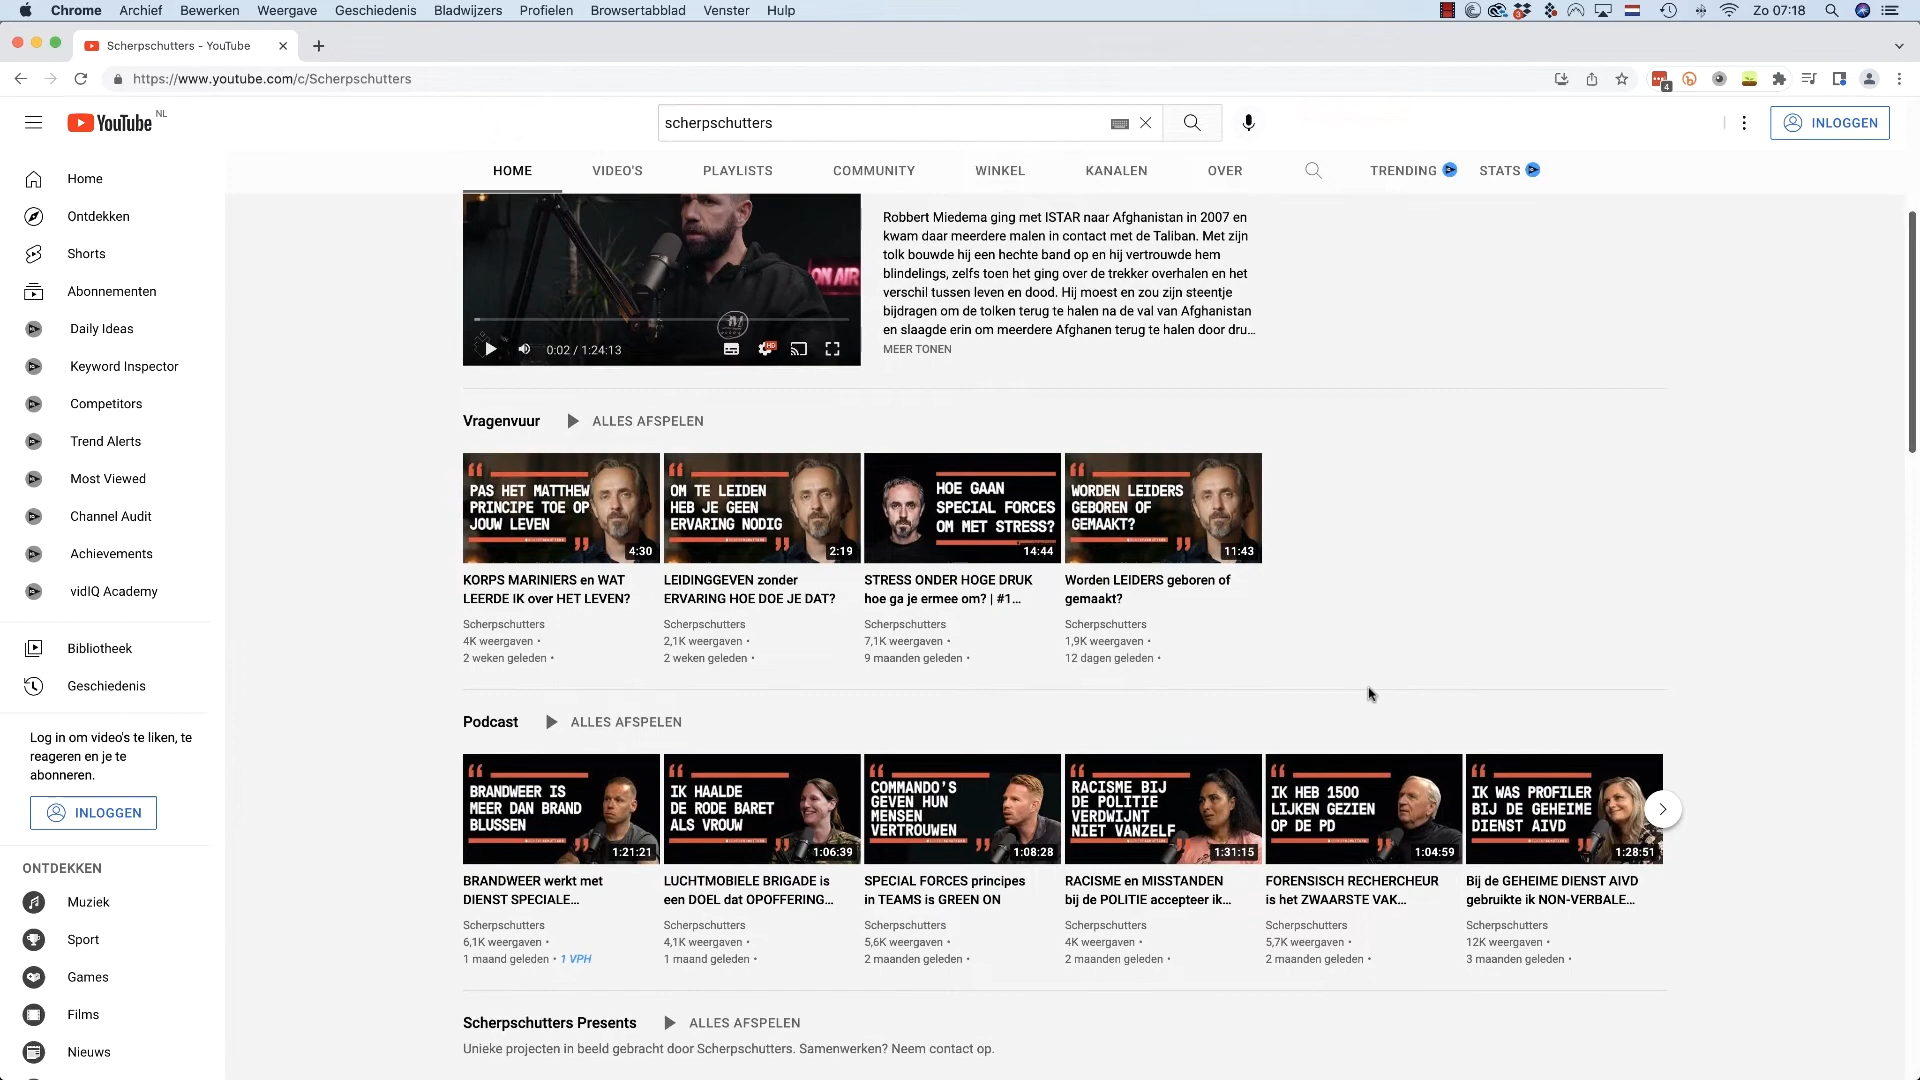 Chrome Archief Bewerken Weergave Geschiedenis Bladwijzers Profielen Browsertabblad Venster Hulp
Zo 07:18
Scherpschutters - YouTube
https://www.youtube.com/c/Scherpschutters
4
YouTube NL
scherpschutters
INLOGGEN
HOME VIDEO'S PLAYLISTS COMMUNITY WINKEL KANALEN OVER TRENDING STATS
Home
Ontdekken
Shorts
Abonnementen
Daily Ideas
Keyword Inspector
Competitors
Trend Alerts
Most Viewed
Channel Audit
Achievements
vidIQ Academy
Bibliotheek
Geschiedenis
Log in om video's te liken, te
reageren en je te
abonneren.
INLOGGEN
ONTDEKKEN
Muziek
Sport
Games
Films
Nieuws
ON AIR
0:02 / 1:24:13
HD
Robbert Miedema ging met ISTAR naar Afghanistan in 2007 en
kwam daar meerdere malen in contact met de Taliban. Met zijn
tolk bouwde hij een hechte band op en hij vertrouwde hem
blindelings, zelfs toen het ging over de trekker overhalen en het
verschil tussen leven en dood. Hij moest en zou zijn steentje
bijdragen om de tolken terug te halen na de val van Afghanistan
en slaagde erin om meerdere Afghanen terug te halen door dru...
MEER TONEN
Vragenvuur ALLES AFSPELEN
PAS HET MATTHEW
PRINCIPE TOE OP
JOUW LEVEN
4:30
KORPS MARINIERS en WAT
LEERDE IK over HET LEVEN?
Scherpschutters
4K weergaven •
2 weken geleden •
OM TE LEIDEN
HEB JE GEEN
ERVARING NODIG
2:19
LEIDINGGEVEN zonder
ERVARING HOE DOE JE DAT?
Scherpschutters
2,1K weergaven •
2 weken geleden •
HOE GAAN
SPECIAL FORCES
OM MET STRESS?
14:44
STRESS ONDER HOGE DRUK
hoe ga je ermee om? | #1...
Scherpschutters
7,1K weergaven •
9 maanden geleden •
WORDEN LEIDERS
GEBOREN OF
GEMAAKT?
11:43
Worden LEIDERS geboren of
gemaakt?
Scherpschutters
1,9K weergaven •
12 dagen geleden •
Podcast ALLES AFSPELEN
BRANDWEER IS
MEER DAN BRAND
BLUSSEN
1:21:21
BRANDWEER werkt met
DIENST SPECIALE...
Scherpschutters
6,1K weergaven •
1 maand geleden • 1 VPH
IK HAALDE
DE RODE BARET
ALS VROUW
1:06:39
LUCHTMOBIELE BRIGADE is
een DOEL dat OPOFFERING...
Scherpschutters
4,1K weergaven •
1 maand geleden •
COMMANDO'S
GEVEN HUN
MENSEN
VERTROUWEN
1:08:28
SPECIAL FORCES principes
in TEAMS is GREEN ON
Scherpschutters
5,6K weergaven •
2 maanden geleden •
RACISME BIJ
DE POLITIE
VERDWIJNT
NIET VANZELF
1:31:15
RACISME en MISSTANDEN
bij de POLITIE accepteer ik...
Scherpschutters
4K weergaven •
2 maanden geleden •
IK HEB 1500
LIJKEN GEZIEN
OP DE PD
1:04:59
FORENSISCH RECHERCHEUR
is het ZWAARSTE VAK...
Scherpschutters
5,7K weergaven •
2 maanden geleden •
IK WAS PROFILER
BIJ DE GEHEIME
DIENST AIVD
1:28:51
Bij de GEHEIME DIENST AIVD
gebruikte ik NON-VERBALE...
Scherpschutters
12K weergaven •
3 maanden geleden •
Scherpschutters Presents ALLES AFSPELEN
Unieke projecten in beeld gebracht door Scherpschutters. Samenwerken? Neem contact op.